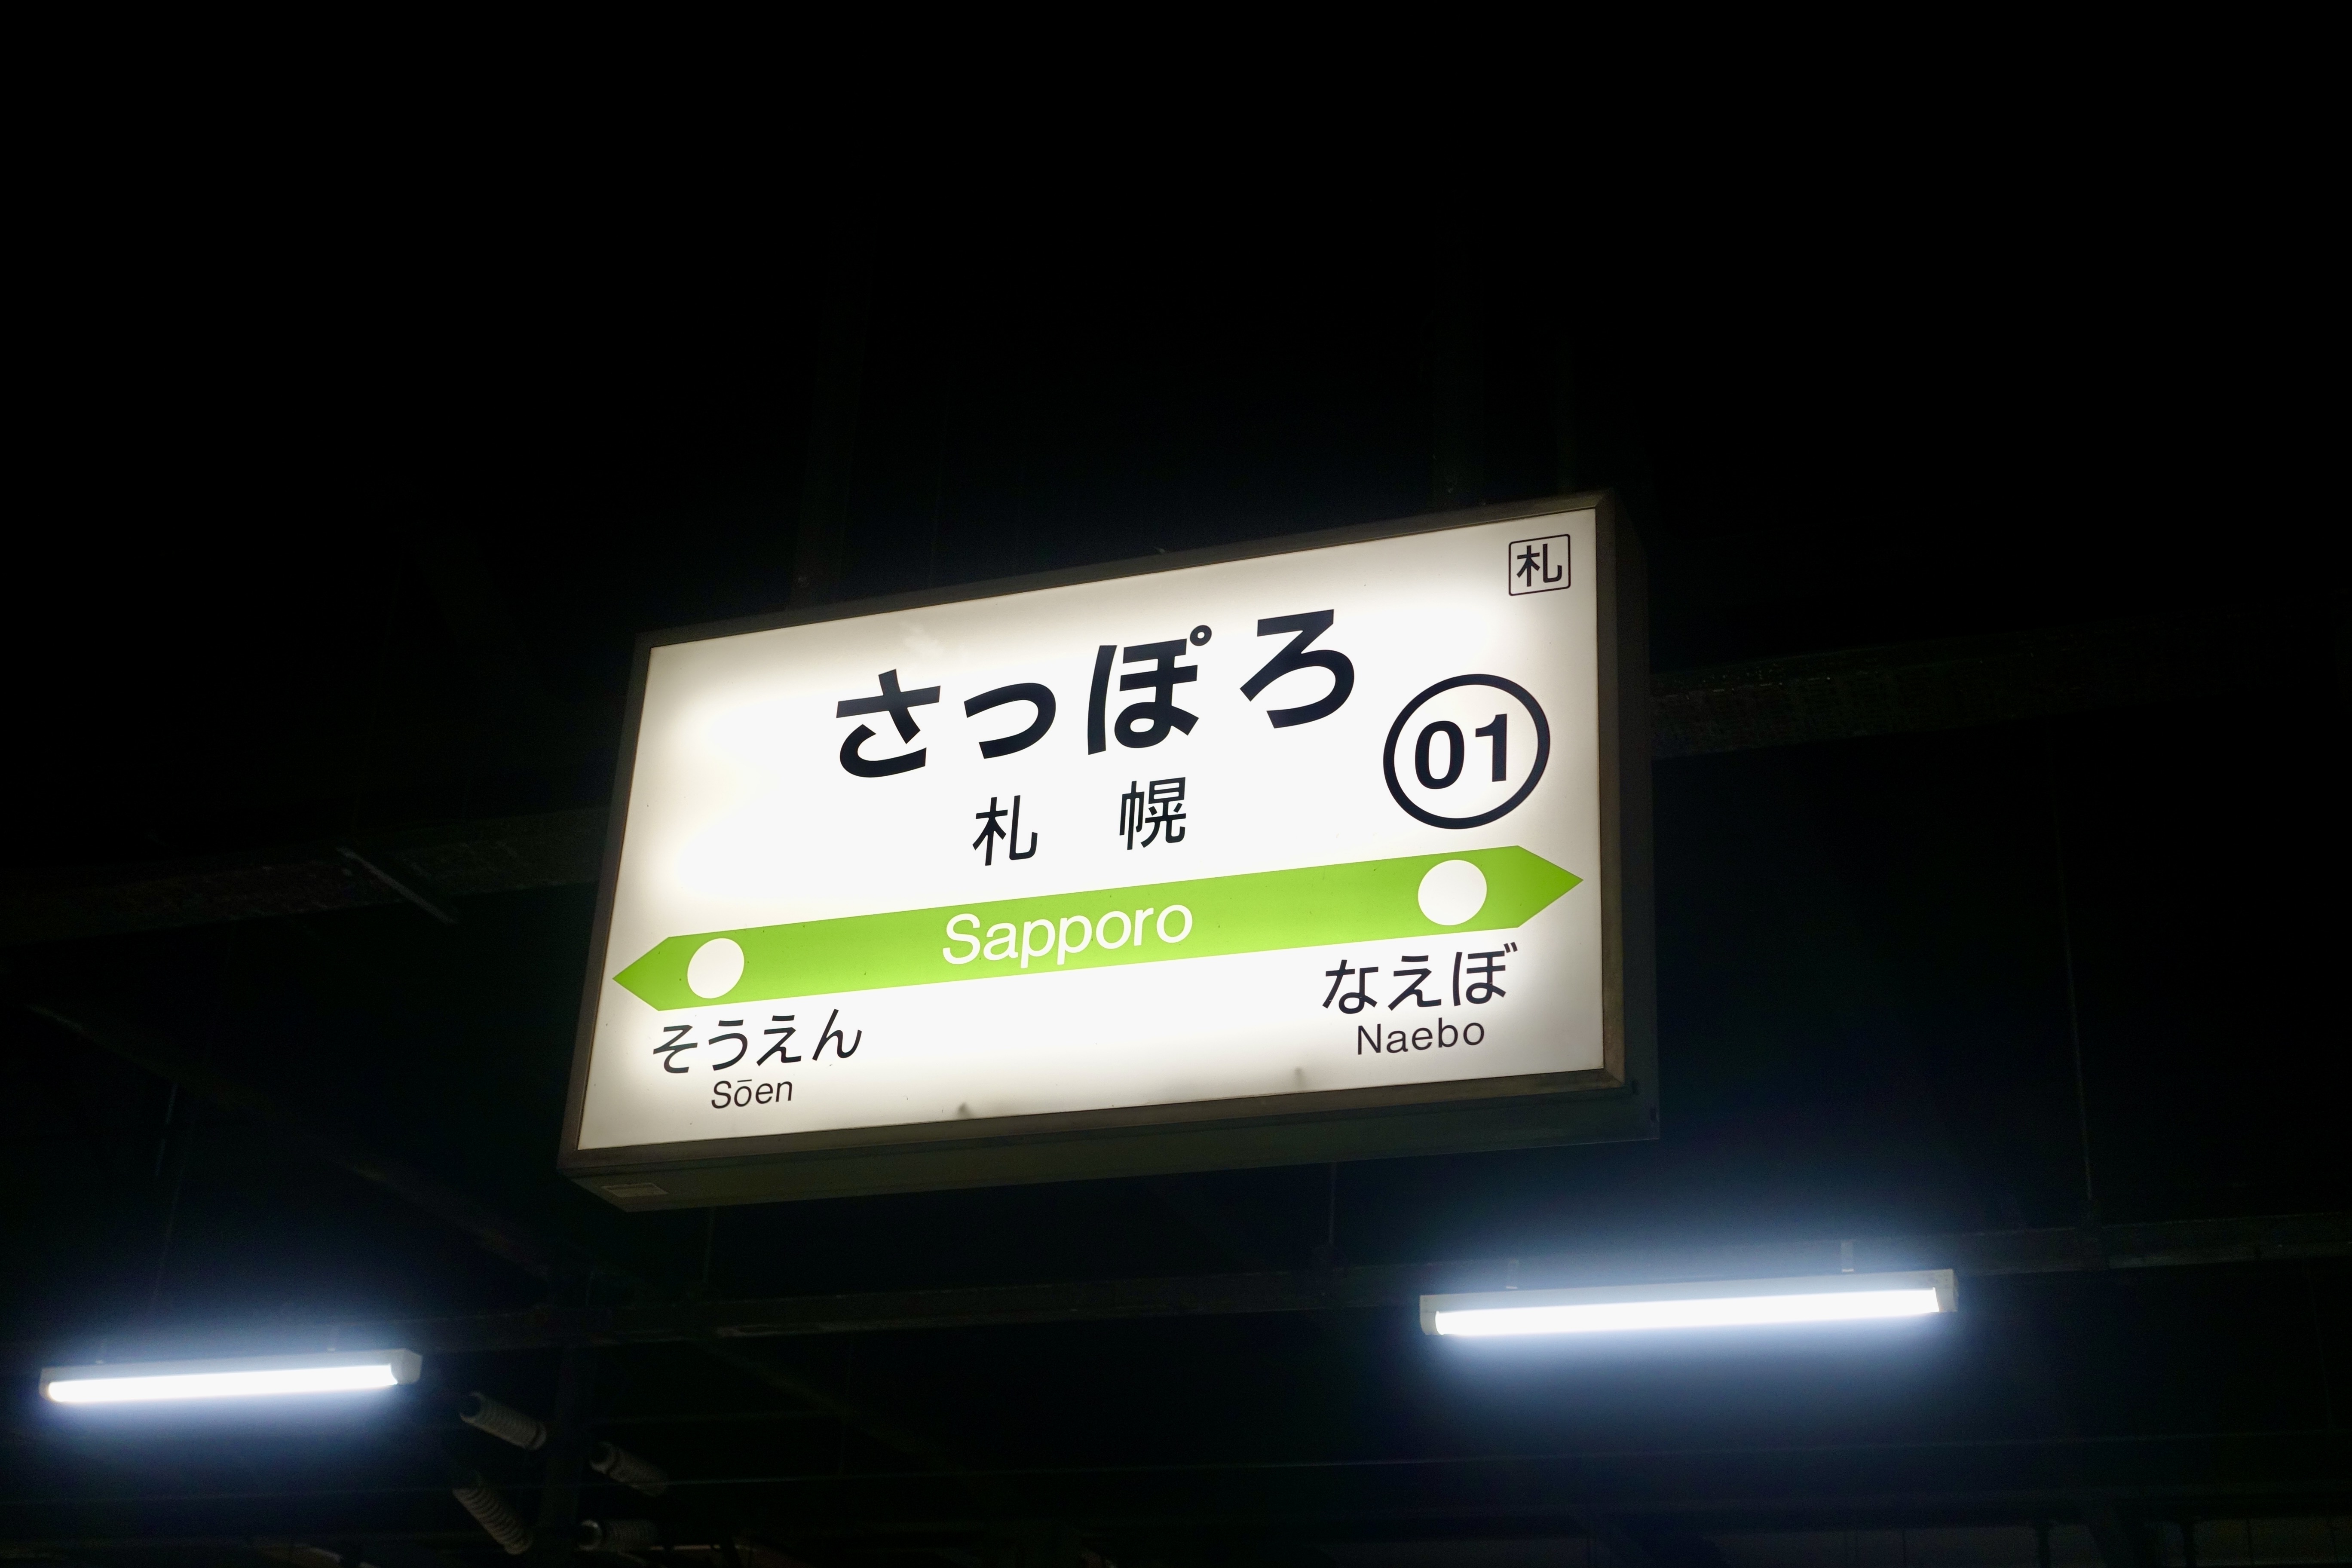 札
さっぽろ
01
札幌
Sapporo
そうえん
Sōen
なえぼ
Naebo